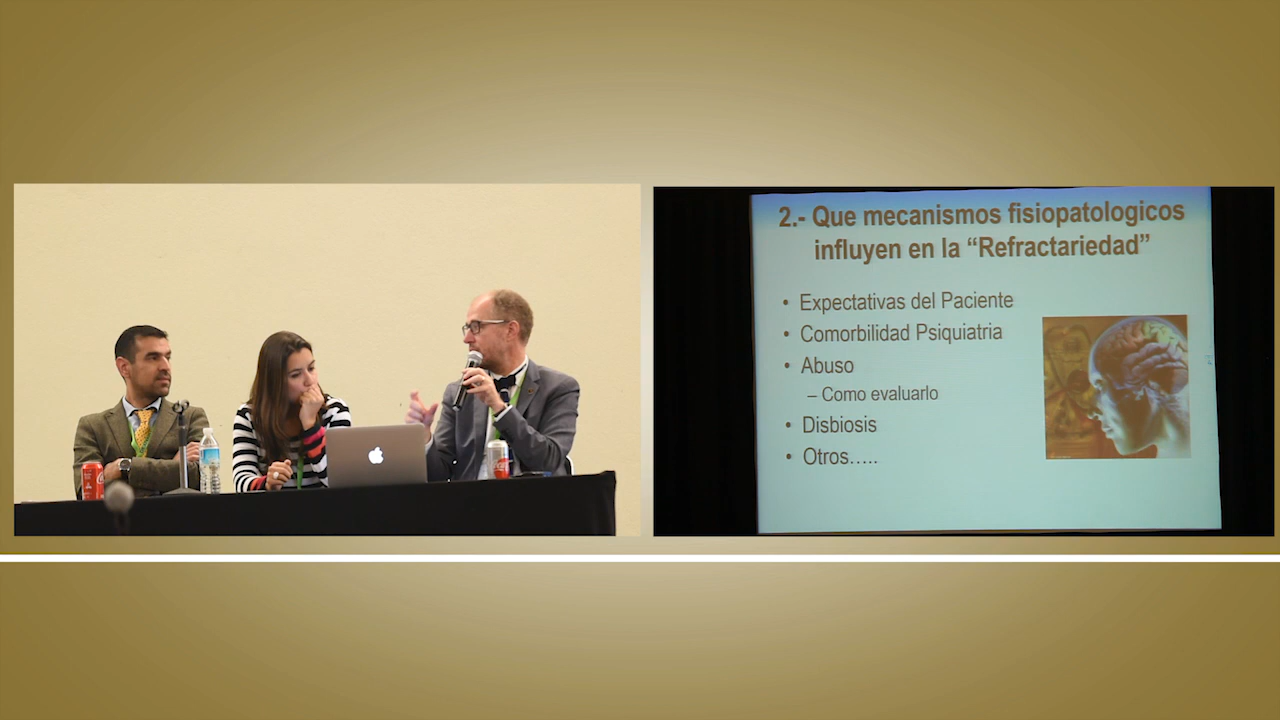 2.- Que mecanismos fisiopatologicos
influyen en la “Refractariedad”
• Expectativas del Paciente
• Comorbilidad Psiquiatria
• Abuso
– Como evaluarlo
• Disbiosis
• Otros.....